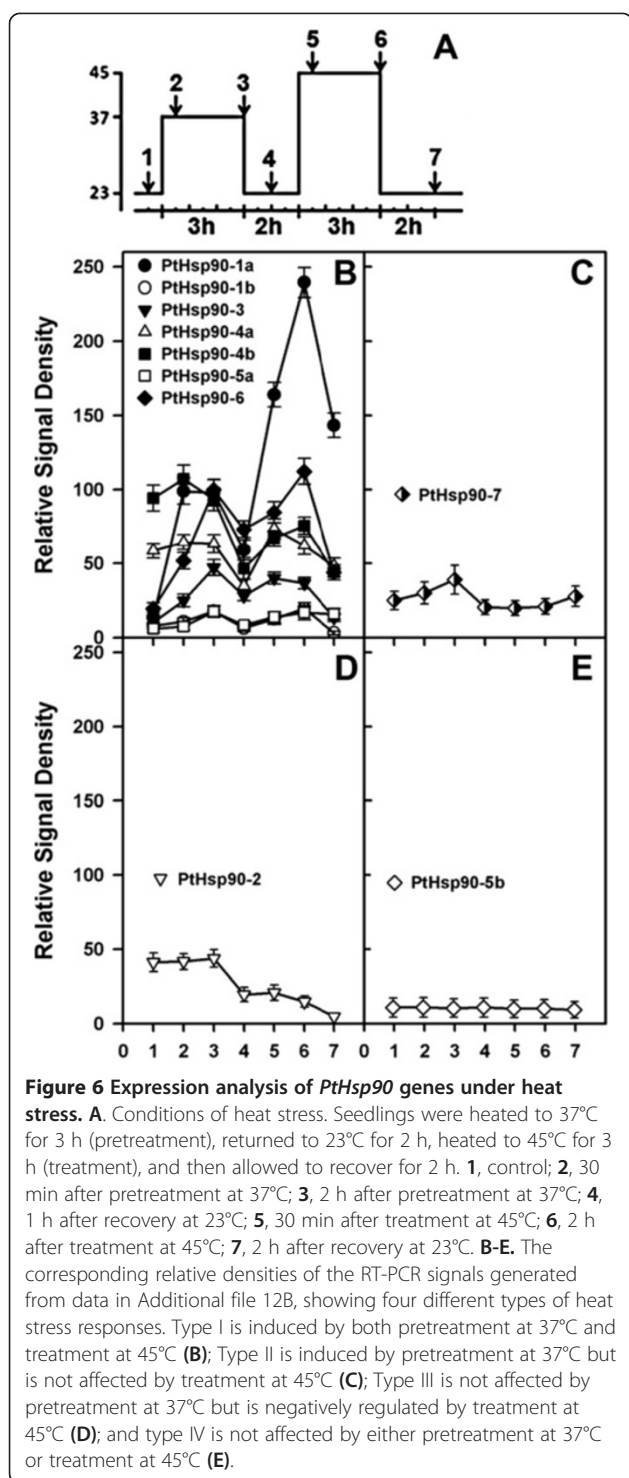 A
5
6
45
2
3
37
1
4
7
23
3h 2h 3h 2h
250
B
C
PtHsp90-1a
PtHsp90-1b
200
PtHsp90-3
PtHsp90-4a
PtHsp90-4b
150
PtHsp90-5a
PtHsp90-6
Relative Signal Density
100
PtHsp90-7
50
0
250
D
E
200
150
Relative Signal Density
100
PtHsp90-2
PtHsp90-5b
50
0
0 1 2 3 4 5 6 7 0 1 2 3 4 5 6 7
Figure 6 Expression analysis of PtHsp90 genes under heat
stress. A. Conditions of heat stress. Seedlings were heated to 37°C
for 3 h (pretreatment), returned to 23°C for 2 h, heated to 45°C for 3
h (treatment), and then allowed to recover for 2 h. 1, control; 2, 30
min after pretreatment at 37°C; 3, 2 h after pretreatment at 37°C; 4,
1 h after recovery at 23°C; 5, 30 min after treatment at 45°C; 6, 2 h
after treatment at 45°C; 7, 2 h after recovery at 23°C. B-E. The
corresponding relative densities of the RT-PCR signals generated
from data in Additional file 12B, showing four different types of heat
stress responses. Type I is induced by both pretreatment at 37°C and
treatment at 45°C (B); Type II is induced by pretreatment at 37°C but
is not affected by treatment at 45°C (C); Type III is not affected by
pretreatment at 37°C but is negatively regulated by treatment at
45°C (D); and type IV is not affected by either pretreatment at 37°C
or treatment at 45°C (E).